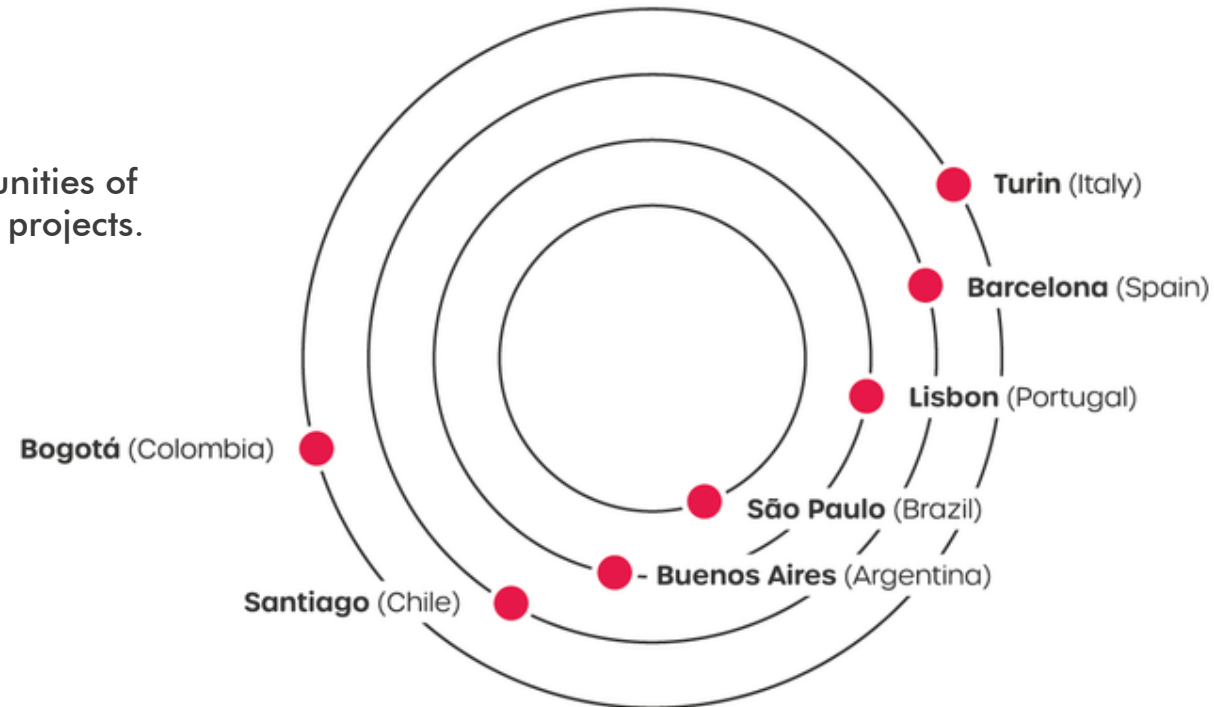 unities of
projects.
Turin (Italy)
Barcelona (Spain)
Lisbon (Portugal)
Bogotá (Colombia)
São Paulo (Brazil)
- Buenos Aires (Argentina)
Santiago (Chile)